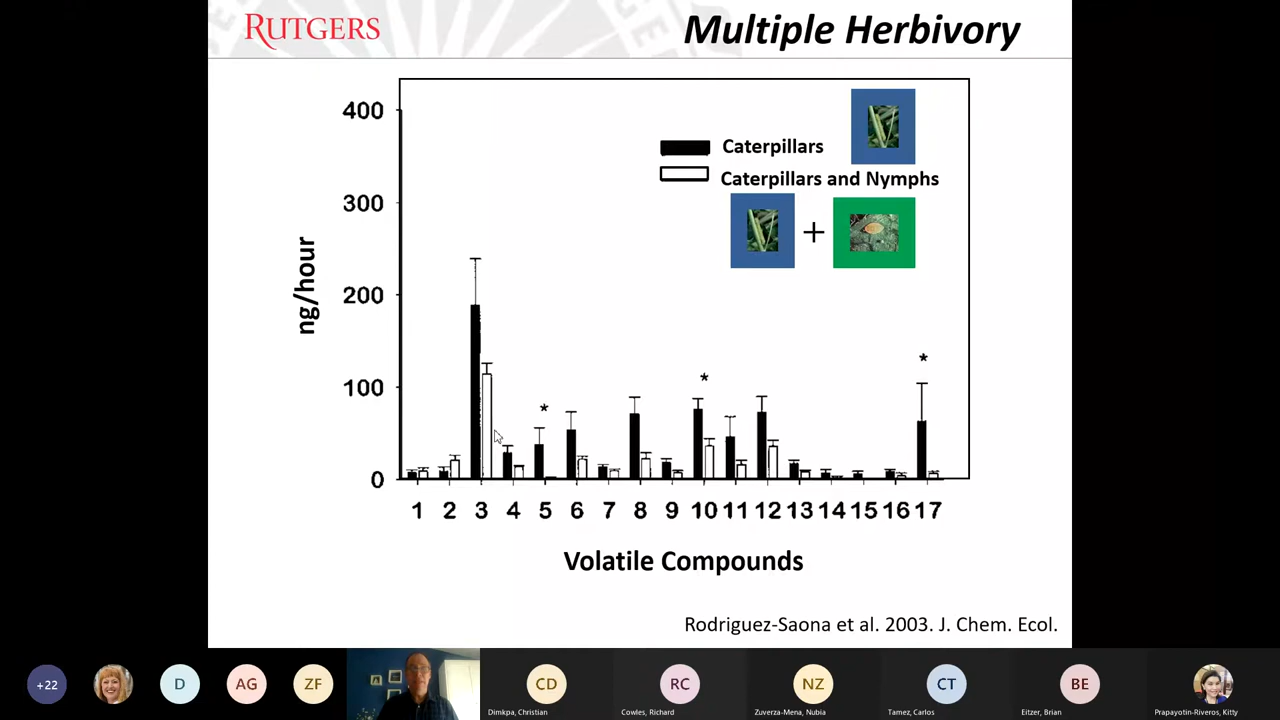 RUTGERS
Multiple Herbivory
400
300
200
100
0
ng/hour
Caterpillars
Caterpillars and Nymphs
+
*
*
*
1 2 3 4 5 6 7 8 9 10 11 12 13 14 15 16 17
Volatile Compounds
Rodriguez-Saona et al. 2003. J. Chem. Ecol.
+22
D
AG
ZF
CD
RC
NZ
CT
BE
Dimkpa, Christian
Cowles, Richard
Zuverza-Mena, Nubia
Tamez, Carlos
Eitzer, Brian
Prapayotin-Riveros, Kitty